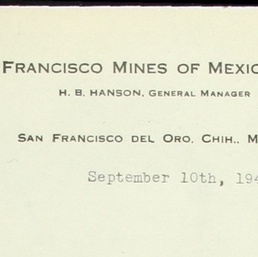 FRANCISCO MINES OF MEXIC
H. B. HANSON, GENERAL MANAGER
SAN FRANCISCO DEL ORO, CHIH., M
September 10th, 194